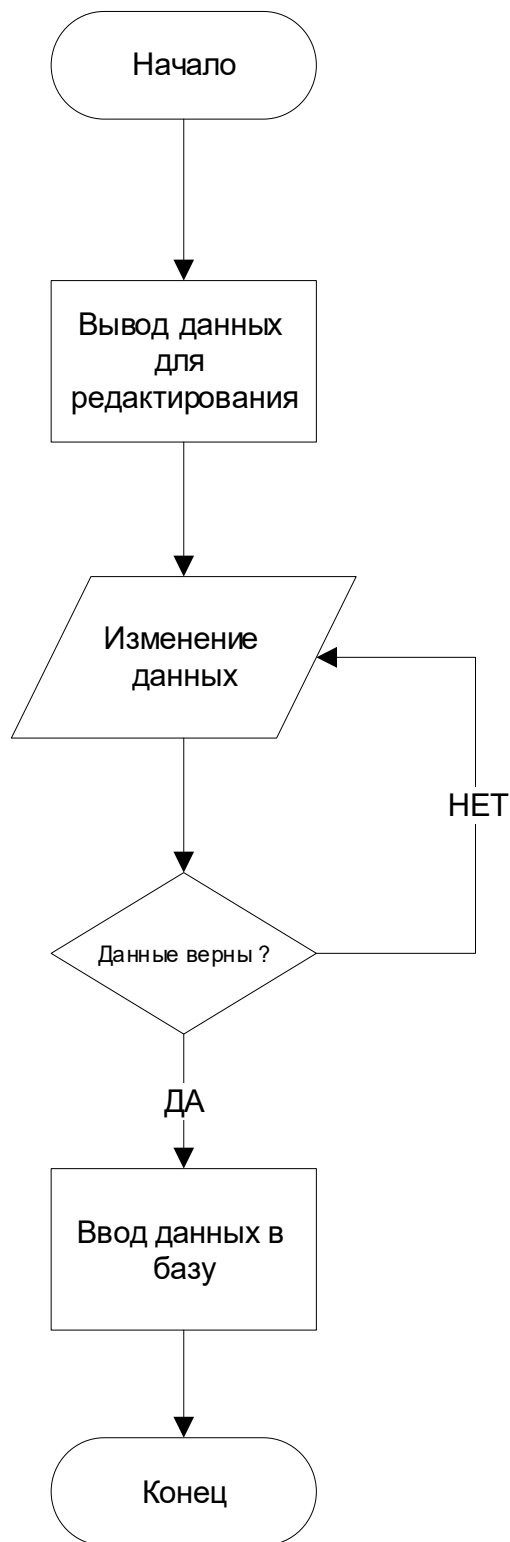 Начало
Вывод данных
для
редактирования
Изменение
данных
НЕТ
Данные верны ?
ДА
Ввод данных в
базу
Конец